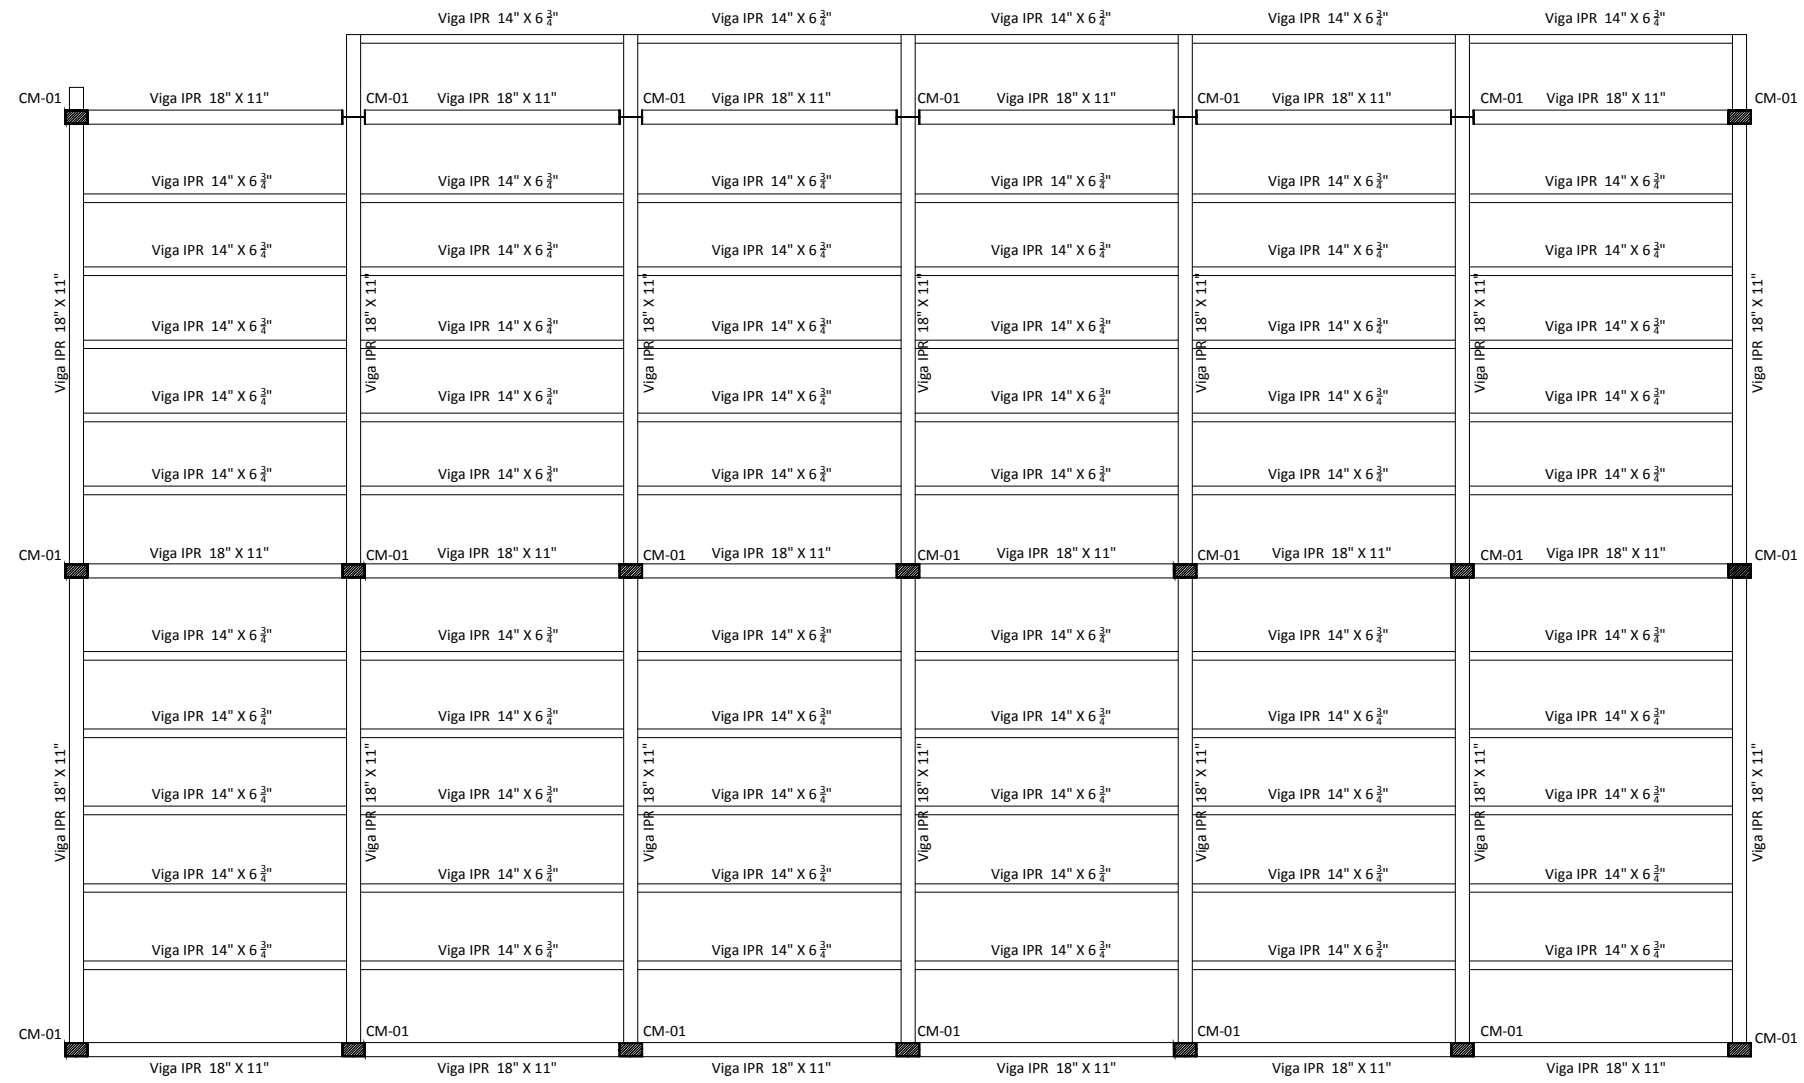 Viga IPR 14" X 6 3/4" Viga IPR 14" X 6 3/4" Viga IPR 14" X 6 3/4" Viga IPR 14" X 6 3/4" Viga IPR 14" X 6 3/4"
CM-01 Viga IPR 18" X 11" CM-01 Viga IPR 18" X 11" CM-01 Viga IPR 18" X 11" CM-01 Viga IPR 18" X 11" CM-01 Viga IPR 18" X 11" CM-01 Viga IPR 18" X 11" CM-01
Viga IPR 14" X 6 3/4" Viga IPR 14" X 6 3/4" Viga IPR 14" X 6 3/4" Viga IPR 14" X 6 3/4" Viga IPR 14" X 6 3/4" Viga IPR 14" X 6 3/4"
Viga IPR 14" X 6 3/4" Viga IPR 14" X 6 3/4" Viga IPR 14" X 6 3/4" Viga IPR 14" X 6 3/4" Viga IPR 14" X 6 3/4" Viga IPR 14" X 6 3/4"
Viga IPR 18" X 11" Viga IPR 18" X 11" Viga IPR 18" X 11" Viga IPR 18" X 11" Viga IPR 18" X 11" Viga IPR 18" X 11" Viga IPR 18" X 11"
Viga IPR 14" X 6 3/4" Viga IPR 14" X 6 3/4" Viga IPR 14" X 6 3/4" Viga IPR 14" X 6 3/4" Viga IPR 14" X 6 3/4" Viga IPR 14" X 6 3/4"
Viga IPR 14" X 6 3/4" Viga IPR 14" X 6 3/4" Viga IPR 14" X 6 3/4" Viga IPR 14" X 6 3/4" Viga IPR 14" X 6 3/4" Viga IPR 14" X 6 3/4"
Viga IPR 14" X 6 3/4" Viga IPR 14" X 6 3/4" Viga IPR 14" X 6 3/4" Viga IPR 14" X 6 3/4" Viga IPR 14" X 6 3/4" Viga IPR 14" X 6 3/4"
CM-01 Viga IPR 18" X 11" CM-01 Viga IPR 18" X 11" CM-01 Viga IPR 18" X 11" CM-01 Viga IPR 18" X 11" CM-01 Viga IPR 18" X 11" CM-01 Viga IPR 18" X 11" CM-01
Viga IPR 14" X 6 3/4" Viga IPR 14" X 6 3/4" Viga IPR 14" X 6 3/4" Viga IPR 14" X 6 3/4" Viga IPR 14" X 6 3/4" Viga IPR 14" X 6 3/4"
Viga IPR 14" X 6 3/4" Viga IPR 14" X 6 3/4" Viga IPR 14" X 6 3/4" Viga IPR 14" X 6 3/4" Viga IPR 14" X 6 3/4" Viga IPR 14" X 6 3/4"
Viga IPR 18" X 11" Viga IPR 18" X 11" Viga IPR 18" X 11" Viga IPR 18" X 11" Viga IPR 18" X 11" Viga IPR 18" X 11" Viga IPR 18" X 11"
Viga IPR 14" X 6 3/4" Viga IPR 14" X 6 3/4" Viga IPR 14" X 6 3/4" Viga IPR 14" X 6 3/4" Viga IPR 14" X 6 3/4" Viga IPR 14" X 6 3/4"
Viga IPR 14" X 6 3/4" Viga IPR 14" X 6 3/4" Viga IPR 14" X 6 3/4" Viga IPR 14" X 6 3/4" Viga IPR 14" X 6 3/4" Viga IPR 14" X 6 3/4"
Viga IPR 14" X 6 3/4" Viga IPR 14" X 6 3/4" Viga IPR 14" X 6 3/4" Viga IPR 14" X 6 3/4" Viga IPR 14" X 6 3/4" Viga IPR 14" X 6 3/4"
CM-01 CM-01 CM-01 CM-01 CM-01 CM-01 CM-01
Viga IPR 18" X 11" Viga IPR 18" X 11" Viga IPR 18" X 11" Viga IPR 18" X 11" Viga IPR 18" X 11" Viga IPR 18" X 11"